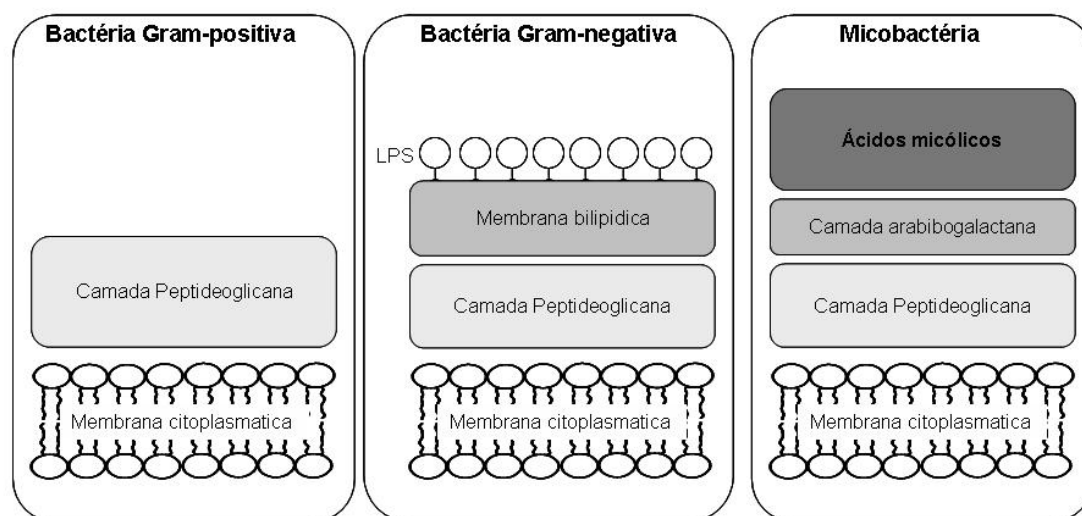 Bactéria Gram-positiva
Camada Peptideoglicana
Membrana citoplasmatica
Bactéria Gram-negativa
LPS
Membrana bilipidica
Camada Peptideoglicana
Membrana citoplasmatica
Micobactéria
Ácidos micólicos
Camada arabibogalactana
Camada Peptideoglicana
Membrana citoplasmatica